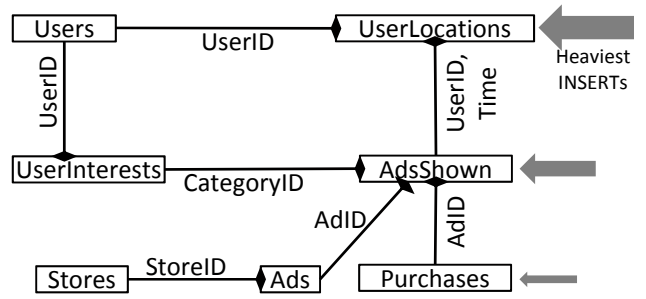 Users
UserID
UserLocations
Heaviest
INSERTs
UserID
UserID,
Time
UserInterests
CategoryID
AdsShown
AdID
AdID
Stores
StoreID
Ads
Purchases